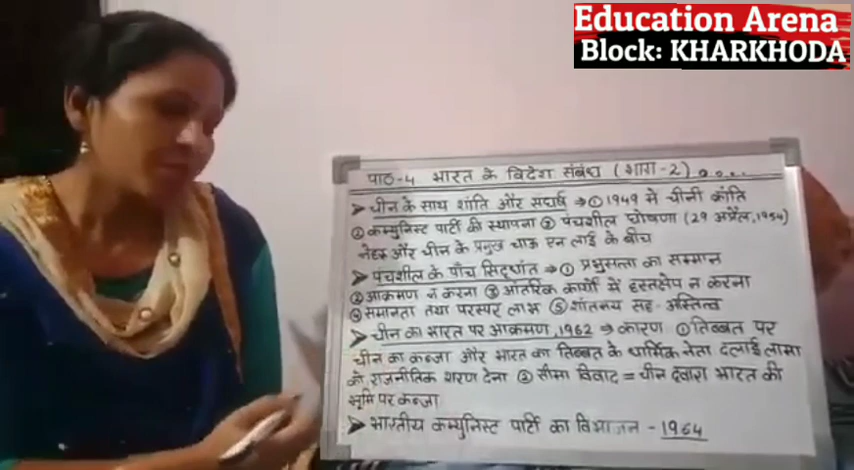 Education Arena
Block: KHARKHODA
पाठ-4 भारत के विदेश संबंध (भाग-2)....
➤ चीन के साथ शांति और संघर्ष ⇒ ① 1949 में चीनी क्रांति
② कम्युनिस्ट पार्टी की स्थापना ③ पंचशील घोषणा (29 अप्रैल, 1954)
नेहरू और चीन के प्रमुख चाऊ एन लाई के बीच
➤ पंचशील के पाँच सिद्धांत ⇒ ① प्रभुसत्ता का सम्मान
② आक्रमण न करना ③ आंतरिक कार्यों में हस्तक्षेप न करना
④ समानता तथा परस्पर लाभ ⑤ शांतमय सह-अस्तित्व
➤ चीन का भारत पर आक्रमण, 1962 ⇒ कारण ① तिब्बत पर
चीन का कब्जा और भारत का तिब्बत के धार्मिक नेता दलाई लामा
को राजनीतिक शरण देना ② सीमा विवाद = चीन द्वारा भारत की
भूमि पर कब्जा
➤ भारतीय कम्युनिस्ट पार्टी का विभाजन - 1964